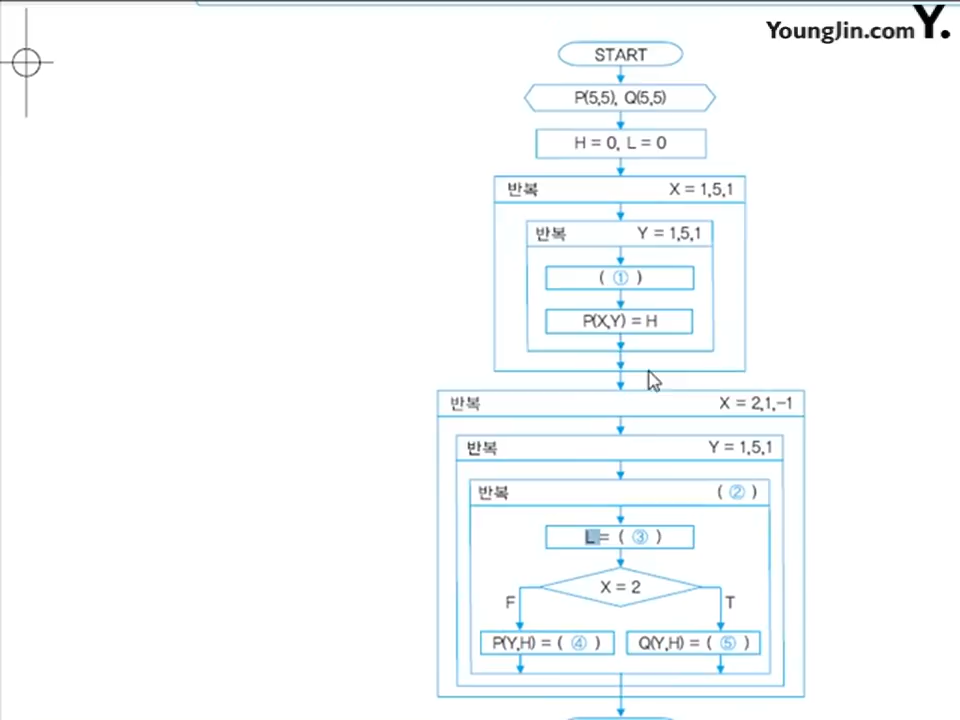 YoungJin.com Y.
START
P(5,5), Q(5,5)
H = 0, L = 0
반복 X = 1,5,1
반복 Y = 1,5,1
( ① )
P(X,Y) = H
반복 X = 2,1,-1
반복 Y = 1,5,1
반복 ( ② )
L = ( ③ )
X = 2
F T
P(Y,H) = ( ④ ) Q(Y,H) = ( ⑤ )